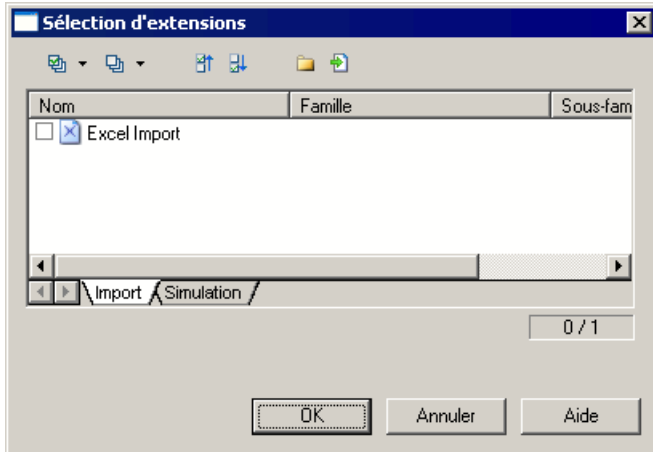 Sélection d'extensions
Nom Famille Sous-fam
Excel Import
Import Simulation
0 / 1
OK Annuler Aide